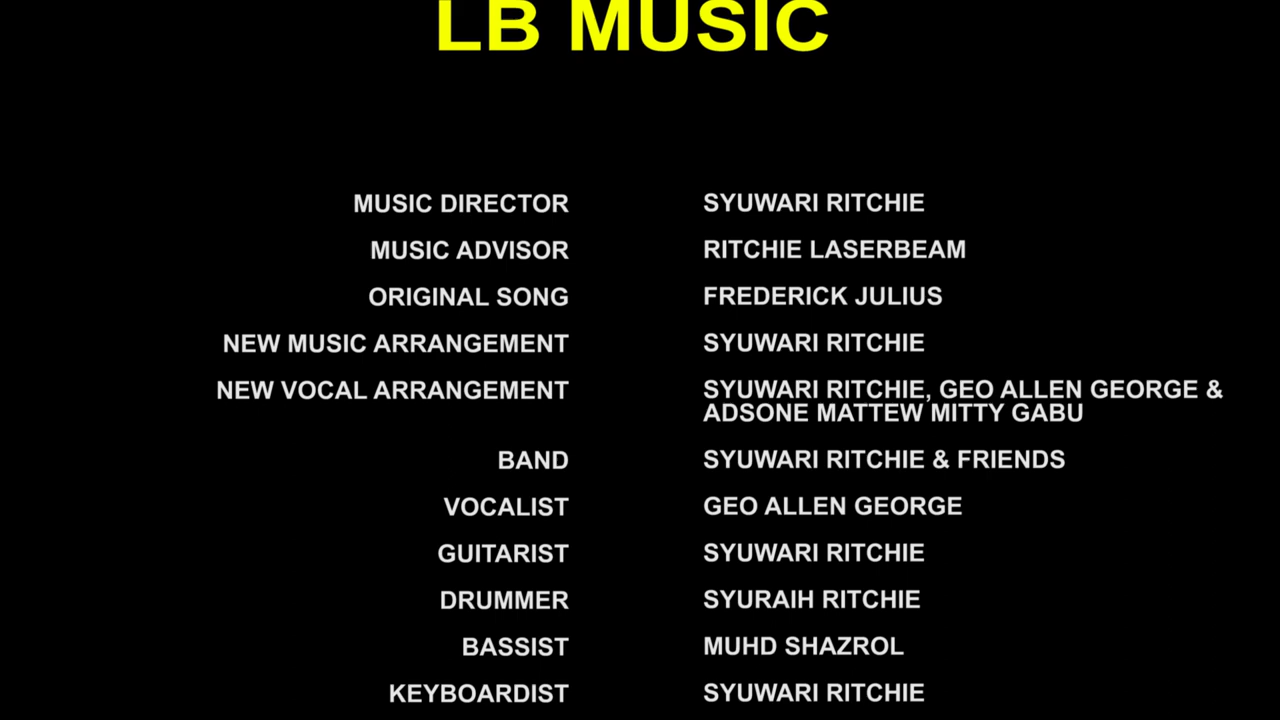 LB MUSIC
MUSIC DIRECTOR SYUWARI RITCHIE
MUSIC ADVISOR RITCHIE LASERBEAM
ORIGINAL SONG FREDERICK JULIUS
NEW MUSIC ARRANGEMENT SYUWARI RITCHIE
NEW VOCAL ARRANGEMENT SYUWARI RITCHIE, GEO ALLEN GEORGE &
ADSONE MATTEW MITTY GABU
BAND SYUWARI RITCHIE & FRIENDS
VOCALIST GEO ALLEN GEORGE
GUITARIST SYUWARI RITCHIE
DRUMMER SYURAIH RITCHIE
BASSIST MUHD SHAZROL
KEYBOARDIST SYUWARI RITCHIE